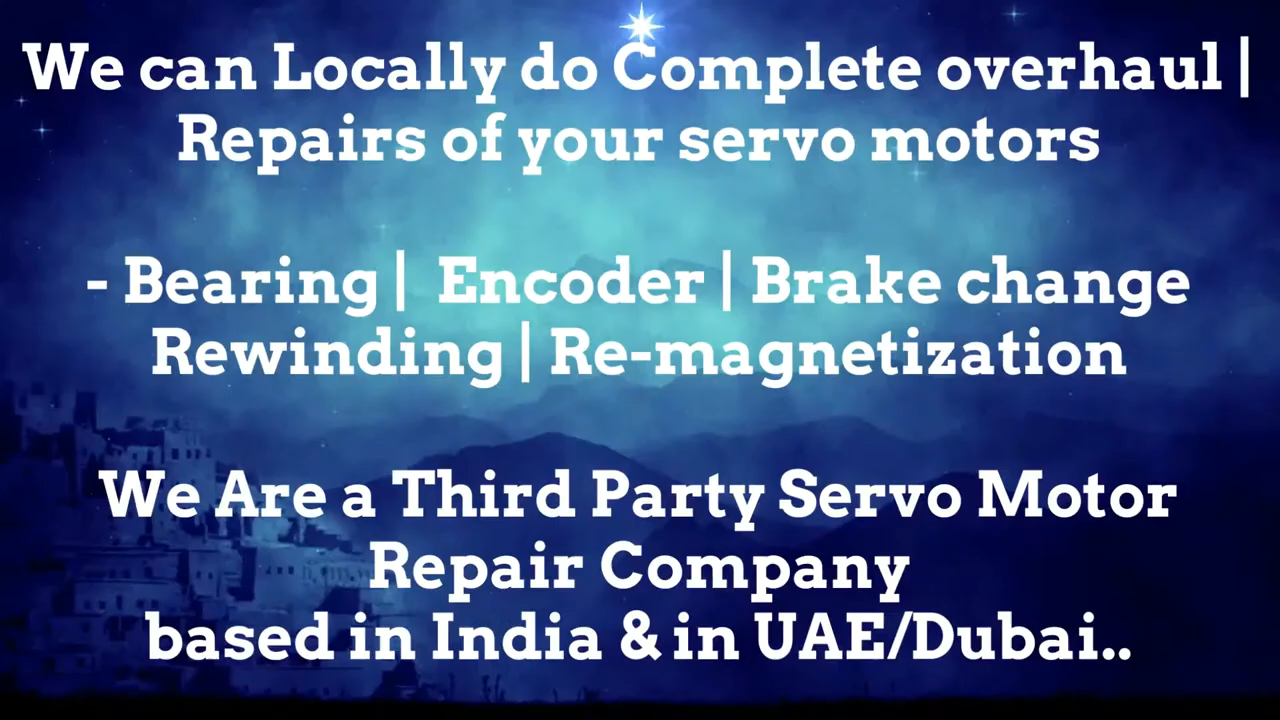 We can Locally do Complete overhaul |
Repairs of your servo motors
- Bearing | Encoder | Brake change
Rewinding | Re-magnetization
We Are a Third Party Servo Motor
Repair Company
based in India & in UAE/Dubai..